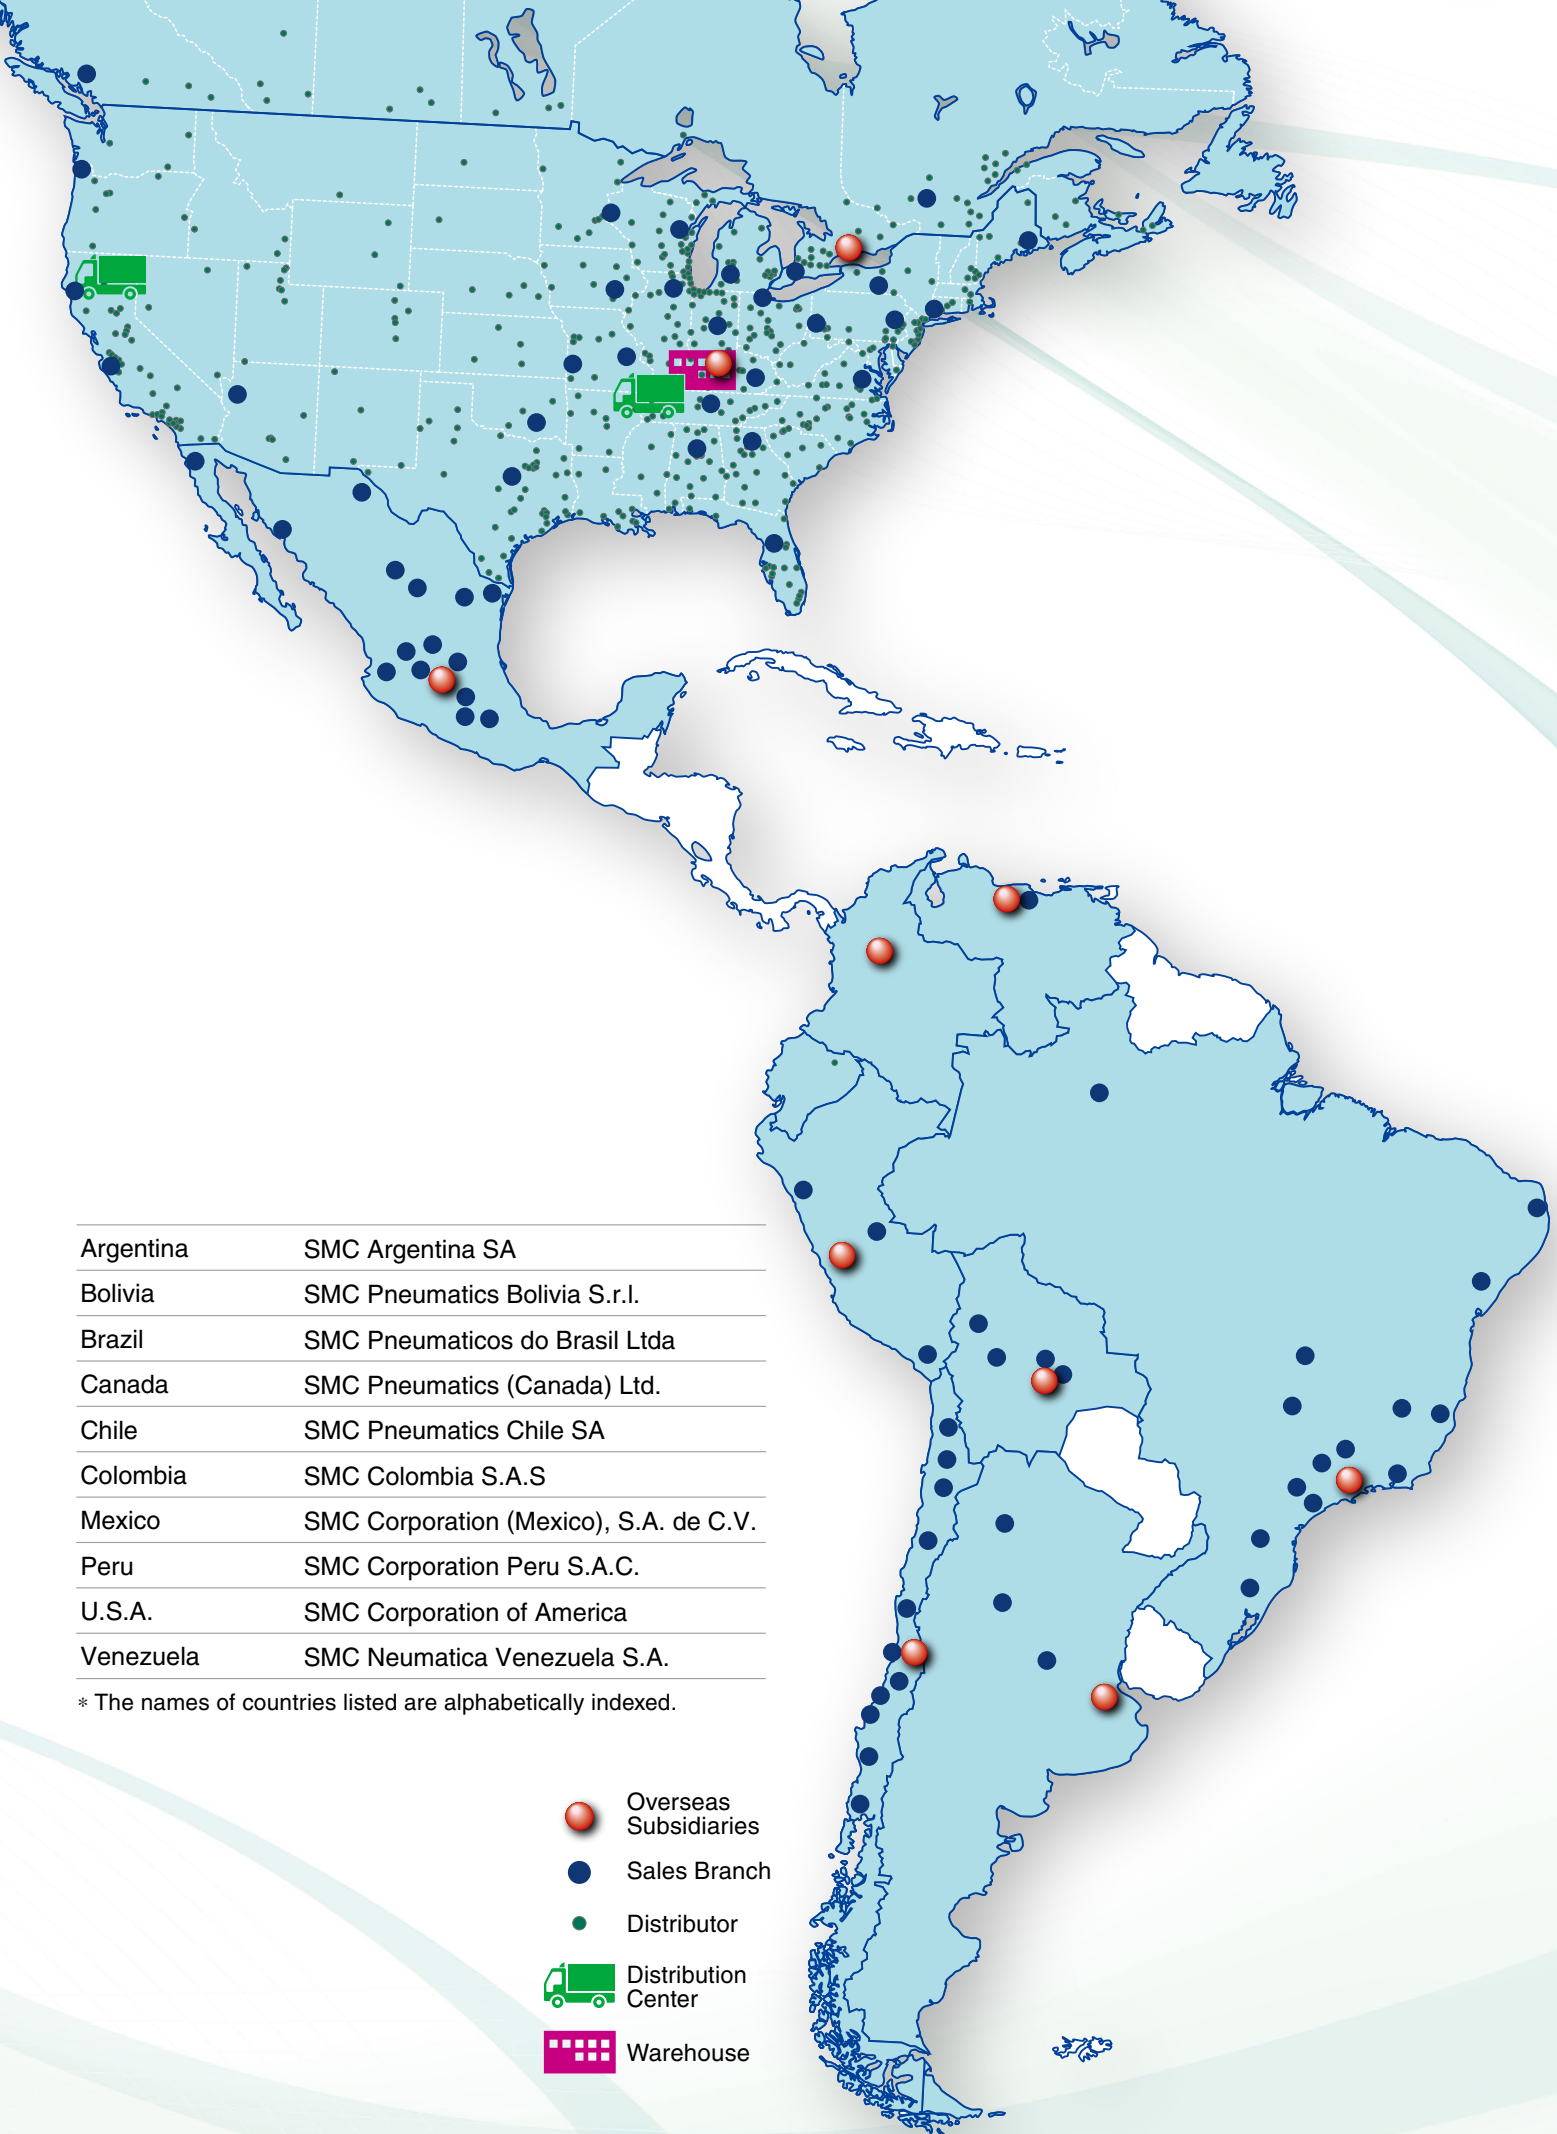 Argentina SMC Argentina SA
Bolivia SMC Pneumatics Bolivia S.r.l.
Brazil SMC Pneumaticos do Brasil Ltda
Canada SMC Pneumatics (Canada) Ltd.
Chile SMC Pneumatics Chile SA
Colombia SMC Colombia S.A.S
Mexico SMC Corporation (Mexico), S.A. de C.V.
Peru SMC Corporation Peru S.A.C.
U.S.A. SMC Corporation of America
Venezuela SMC Neumatica Venezuela S.A.
* The names of countries listed are alphabetically indexed.
Overseas
Subsidiaries
Sales Branch
Distributor
Distribution
Center
Warehouse